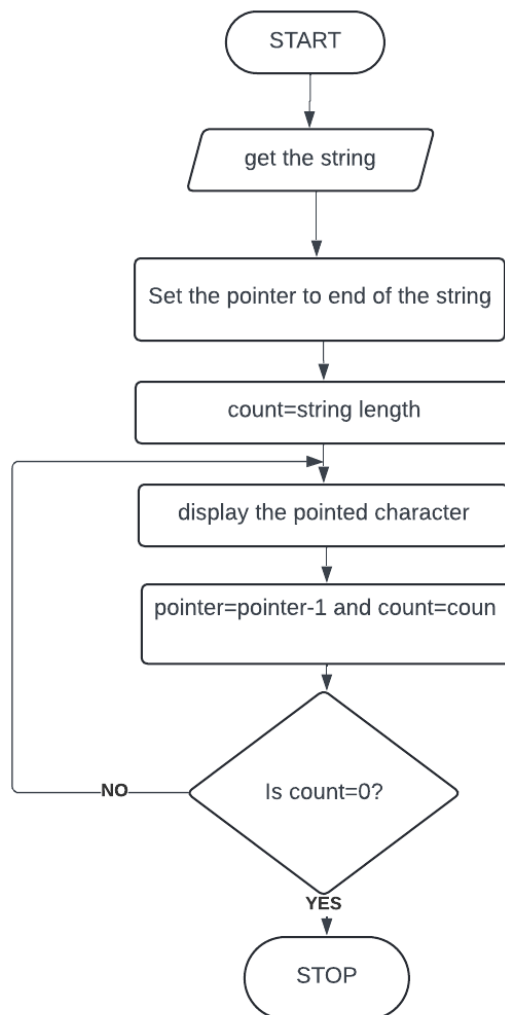 START
get the string
Set the pointer to end of the string
count=string length
display the pointed character
pointer=pointer-1 and count=coun
Is count=0?
NO
YES
STOP